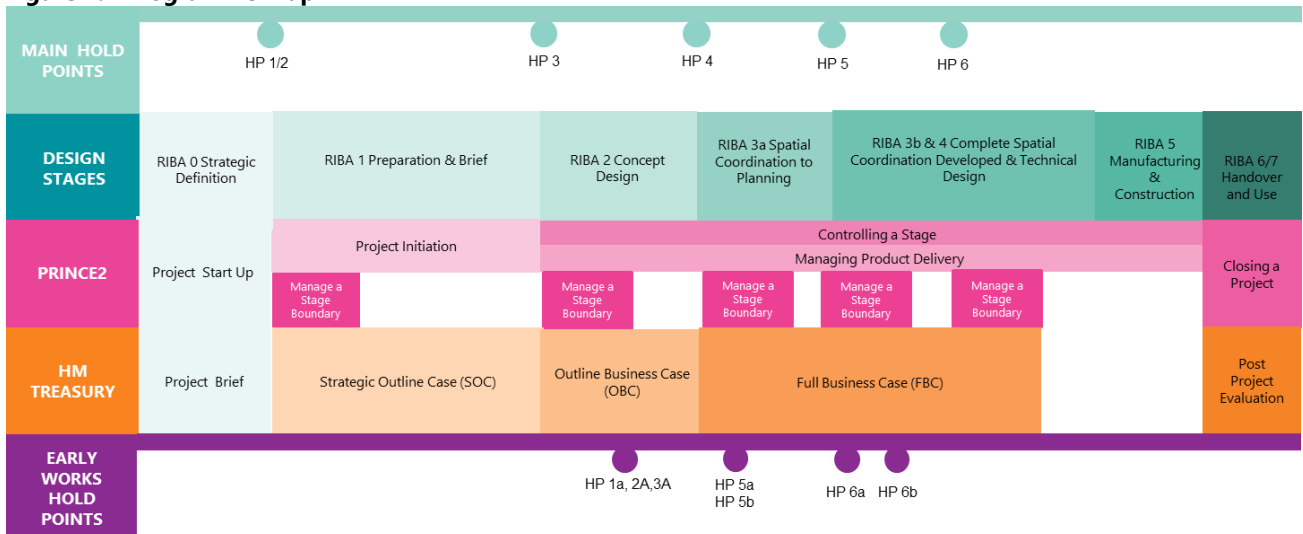 MAIN HOLD
POINTS
HP 1/2
HP 3
HP 4
HP 5
HP 6
DESIGN
STAGES
RIBA 0 Strategic
Definition
RIBA 1 Preparation & Brief
RIBA 2 Concept
Design
RIBA 3a Spatial
Coordination to
Planning
RIBA 3b & 4 Complete Spatial
Coordination Developed & Technical
Design
RIBA 5
Manufacturing
&
Construction
RIBA 6/7
Handover
and Use
PRINCE2
Project Start Up
Project Initiation
Controlling a Stage
Managing Product Delivery
Manage a
Stage
Boundary
Manage a
Stage
Boundary
Manage a
Stage
Boundary
Manage a
Stage
Boundary
Manage a
Stage
Boundary
Closing a
Project
HM
TREASURY
Project Brief
Strategic Outline Case (SOC)
Outline Business Case
(OBC)
Full Business Case (FBC)
Post
Project
Evaluation
EARLY
WORKS
HOLD
POINTS
HP 1a, 2A,3A
HP 5a
HP 5b
HP 6a
HP 6b